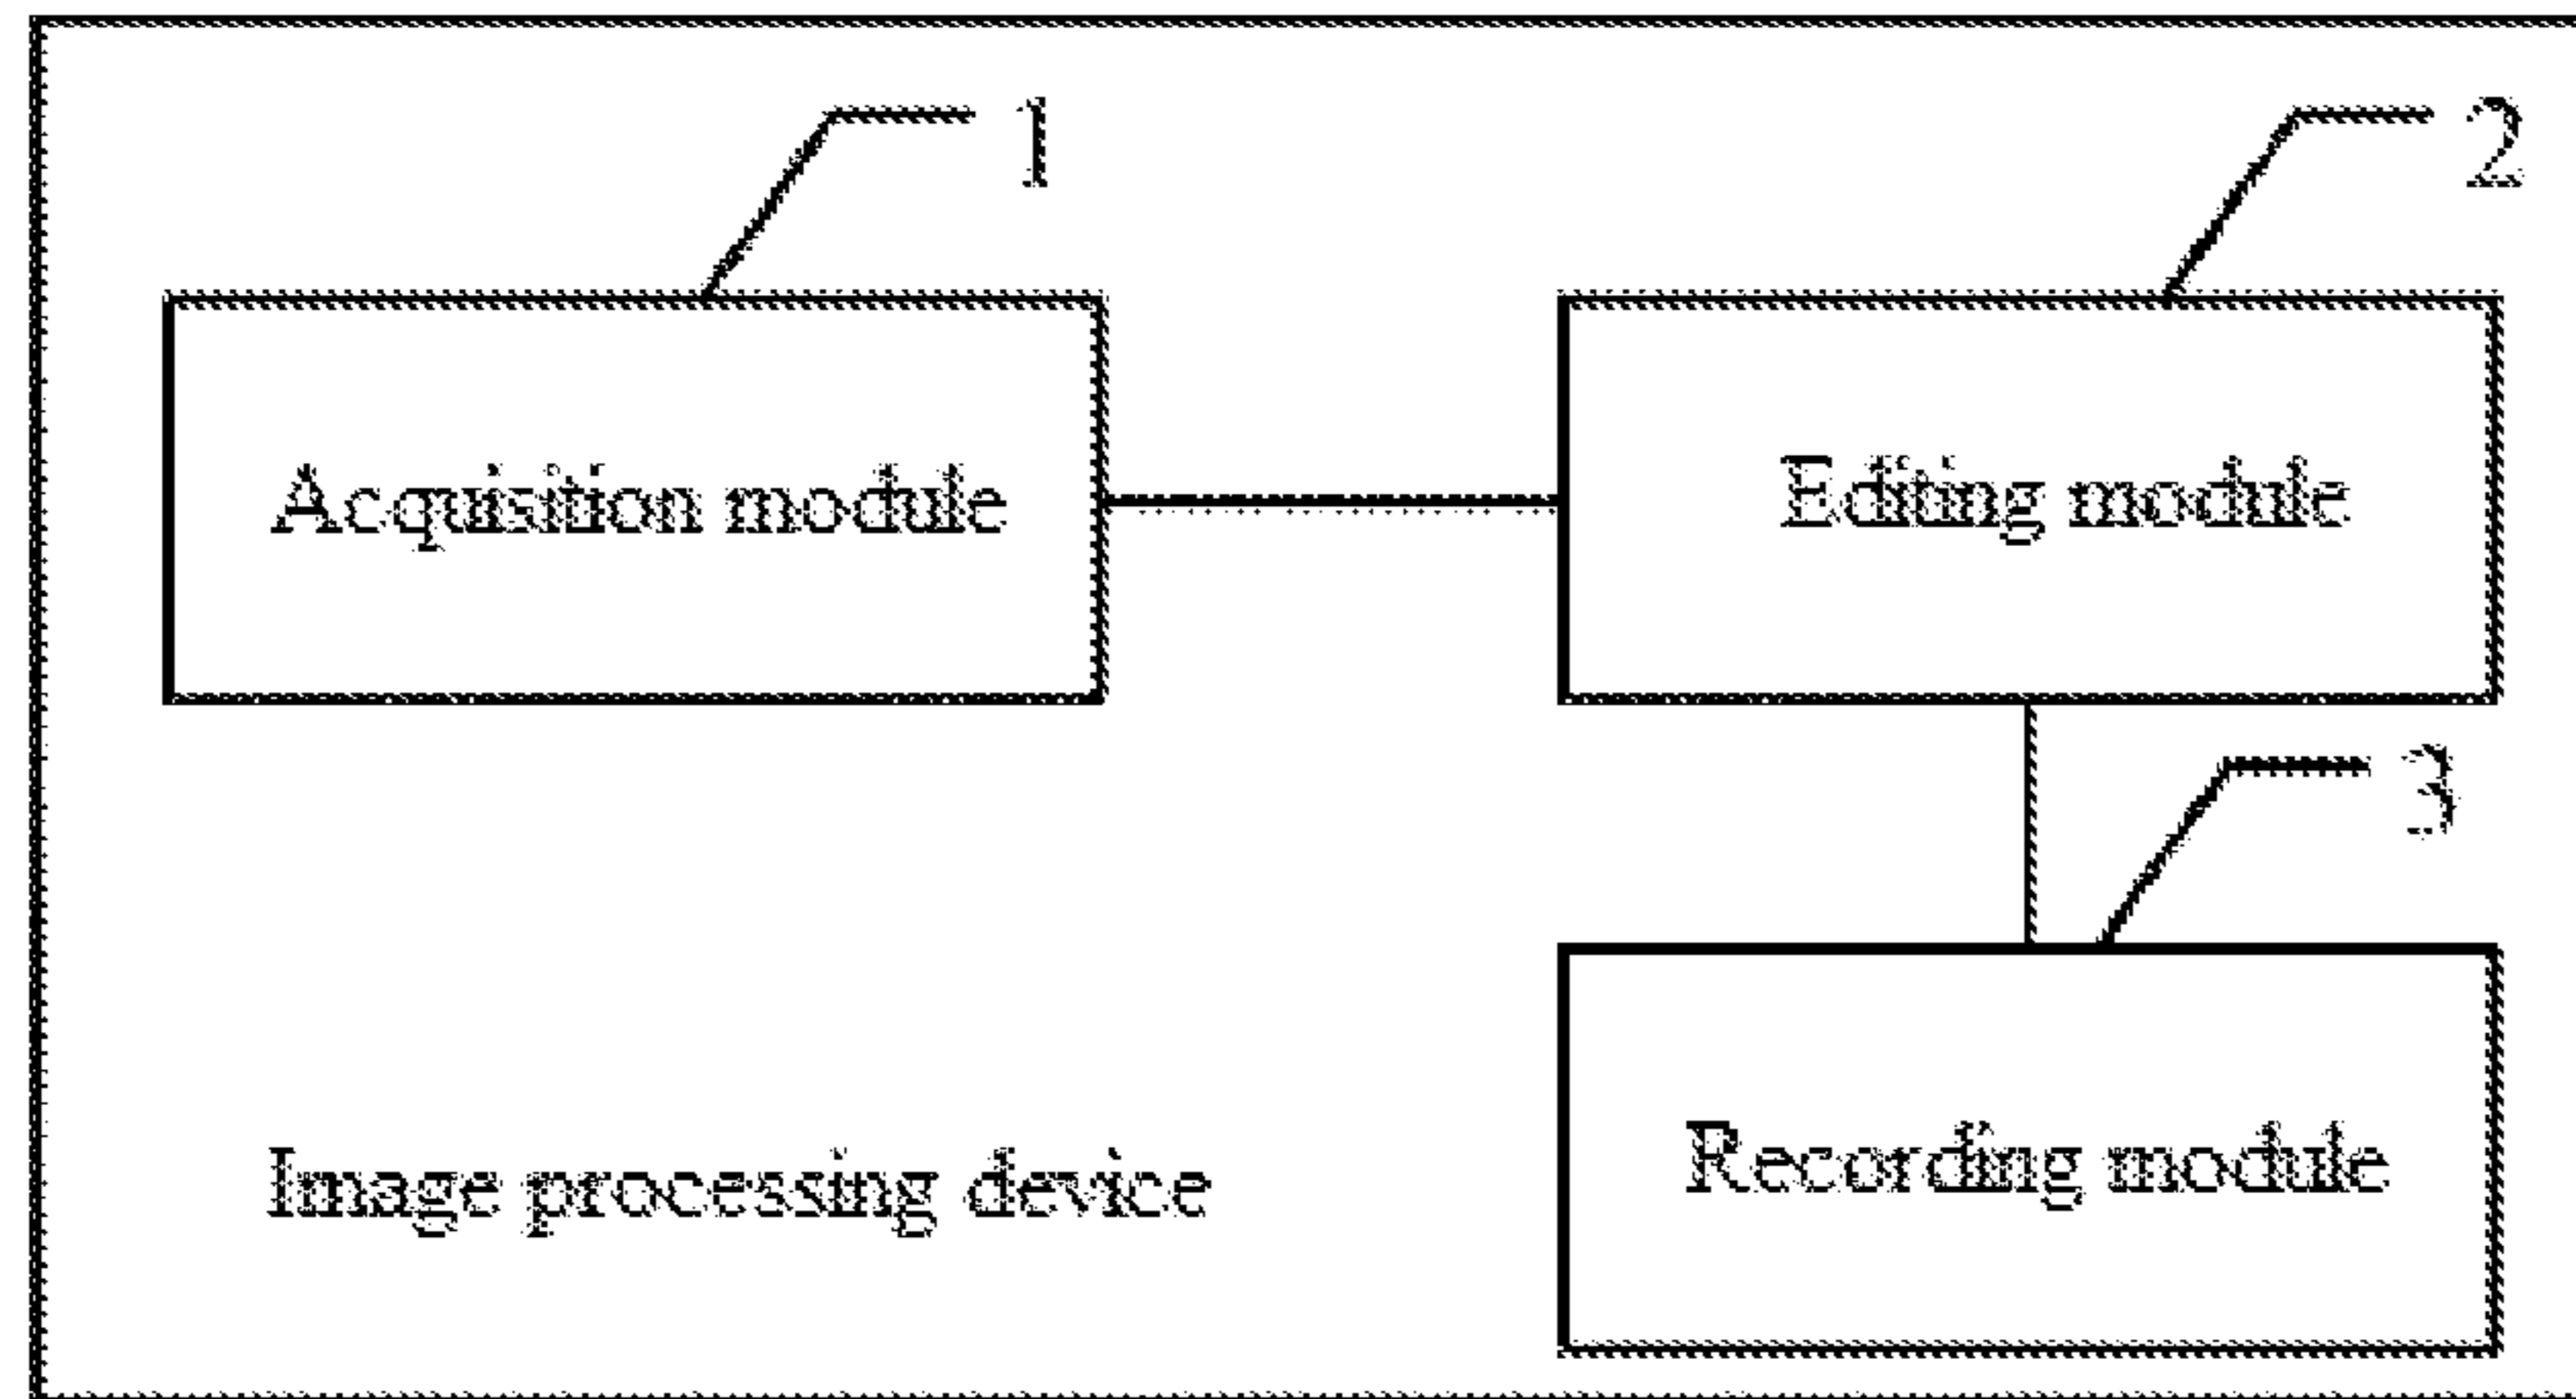 1
2
Acquisition module
Editing module
3
Recording module
Image processing device